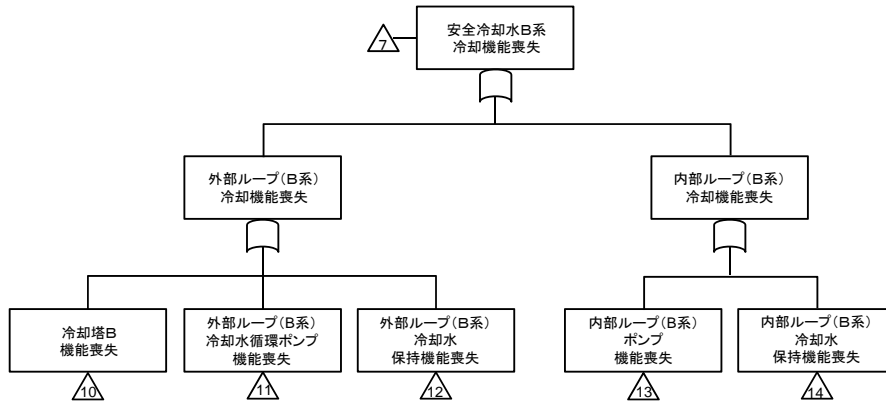 安全冷却水B系
冷却機能喪失
7
外部ループ(B系)
冷却機能喪失
内部ループ(B系)
冷却機能喪失
冷却塔B
機能喪失
外部ループ(B系)
冷却水循環ポンプ
機能喪失
外部ループ(B系)
冷却水
保持機能喪失
内部ループ(B系)
ポンプ
機能喪失
内部ループ(B系)
冷却水
保持機能喪失
10
11
12
13
14